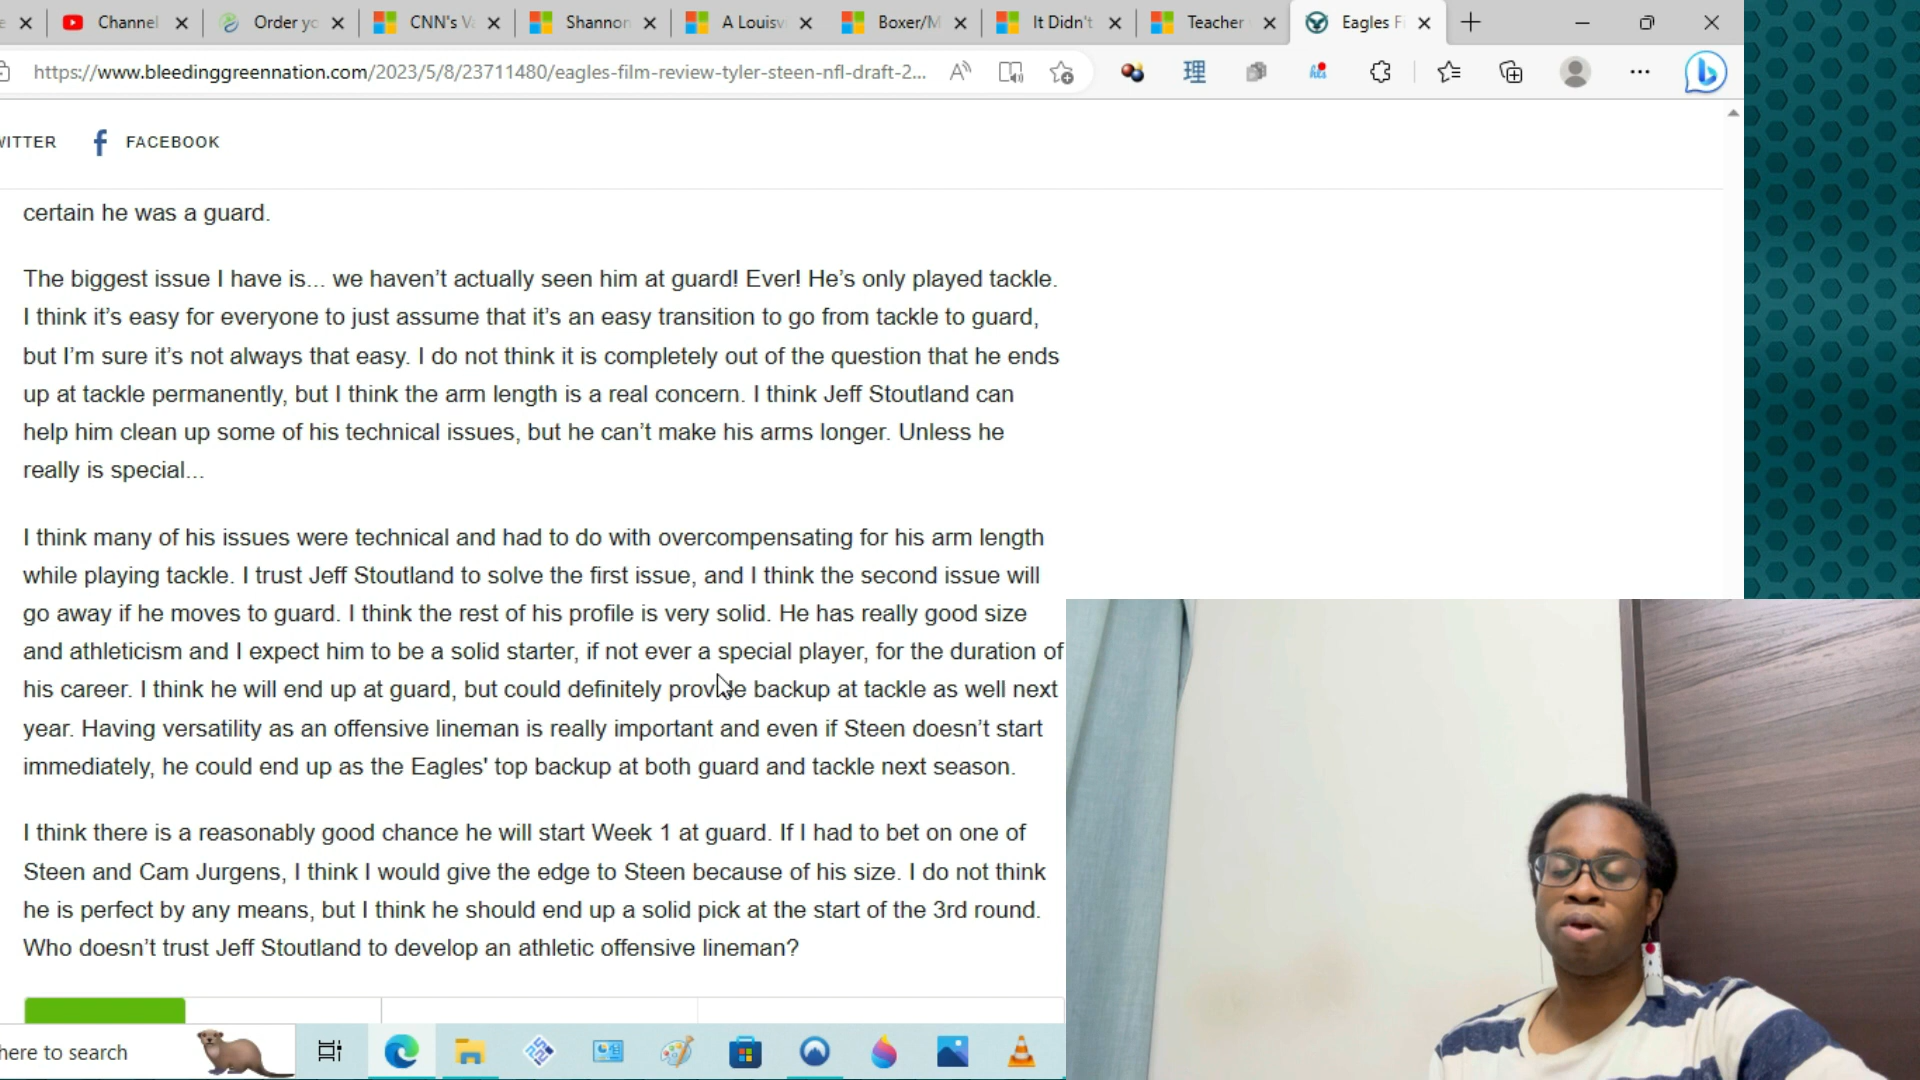 Channel
Order yo
CNN's Va
Shannon
A Louisv
Boxer/M
It Didn't
Teacher
Eagles Fi
https://www.bleedinggreennation.com/2023/5/8/23711480/eagles-film-review-tyler-steen-nfl-draft-2...
理
WITTER
FACEBOOK
certain he was a guard.
The biggest issue I have is... we haven’t actually seen him at guard! Ever! He’s only played tackle.
I think it’s easy for everyone to just assume that it’s an easy transition to go from tackle to guard,
but I’m sure it’s not always that easy. I do not think it is completely out of the question that he ends
up at tackle permanently, but I think the arm length is a real concern. I think Jeff Stoutland can
help him clean up some of his technical issues, but he can’t make his arms longer. Unless he
really is special...
I think many of his issues were technical and had to do with overcompensating for his arm length
while playing tackle. I trust Jeff Stoutland to solve the first issue, and I think the second issue will
go away if he moves to guard. I think the rest of his profile is very solid. He has really good size
and athleticism and I expect him to be a solid starter, if not ever a special player, for the duration of
his career. I think he will end up at guard, but could definitely provide backup at tackle as well next
year. Having versatility as an offensive lineman is really important and even if Steen doesn’t start
immediately, he could end up as the Eagles' top backup at both guard and tackle next season.
I think there is a reasonably good chance he will start Week 1 at guard. If I had to bet on one of
Steen and Cam Jurgens, I think I would give the edge to Steen because of his size. I do not think
he is perfect by any means, but I think he should end up a solid pick at the start of the 3rd round.
Who doesn’t trust Jeff Stoutland to develop an athletic offensive lineman?
here to search